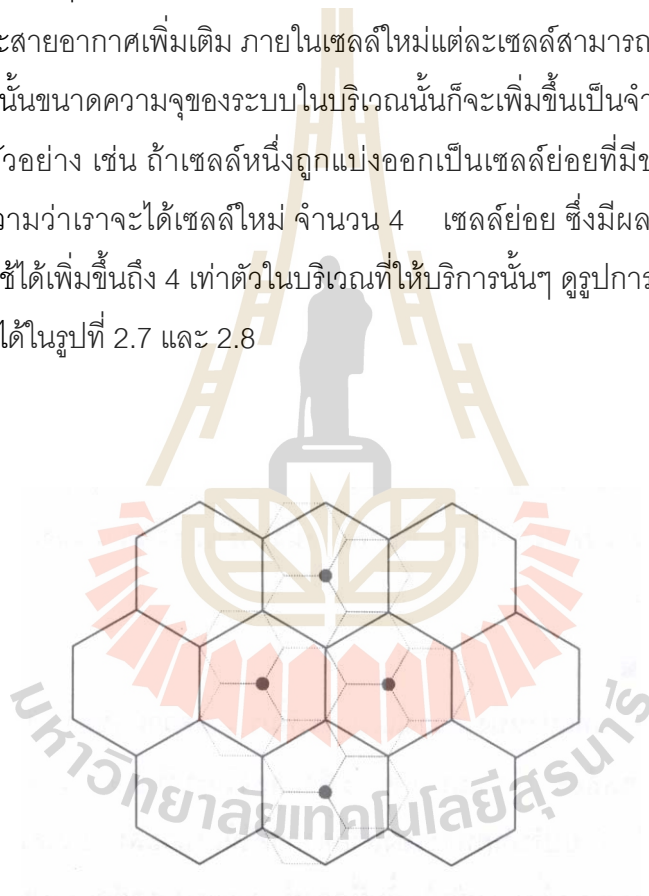 ะสายอากาศเพิ่มเติม ภายในเซลล์ใหม่แต่ละเซลล์สามารถ
นั้นขนาดความจุของระบบในบริเวณนั้นก็จะเพิ่มขึ้นเป็นจำ
ัวอย่าง เช่น ถ้าเซลล์หนึ่งถูกแบ่งออกเป็นเซลล์ย่อยที่มีข
วามว่าเราจะได้เซลล์ใหม่ จำนวน 4 เซลล์ย่อย ซึ่งมีผล
ช้ได้เพิ่มขึ้นถึง 4 เท่าตัวในบริเวณที่ให้บริการนั้นๆ ดูรูปการ
ได้ในรูปที่ 2.7 และ 2.8
มหาวิทยาลัยเทคโนโลยีสุรนารี